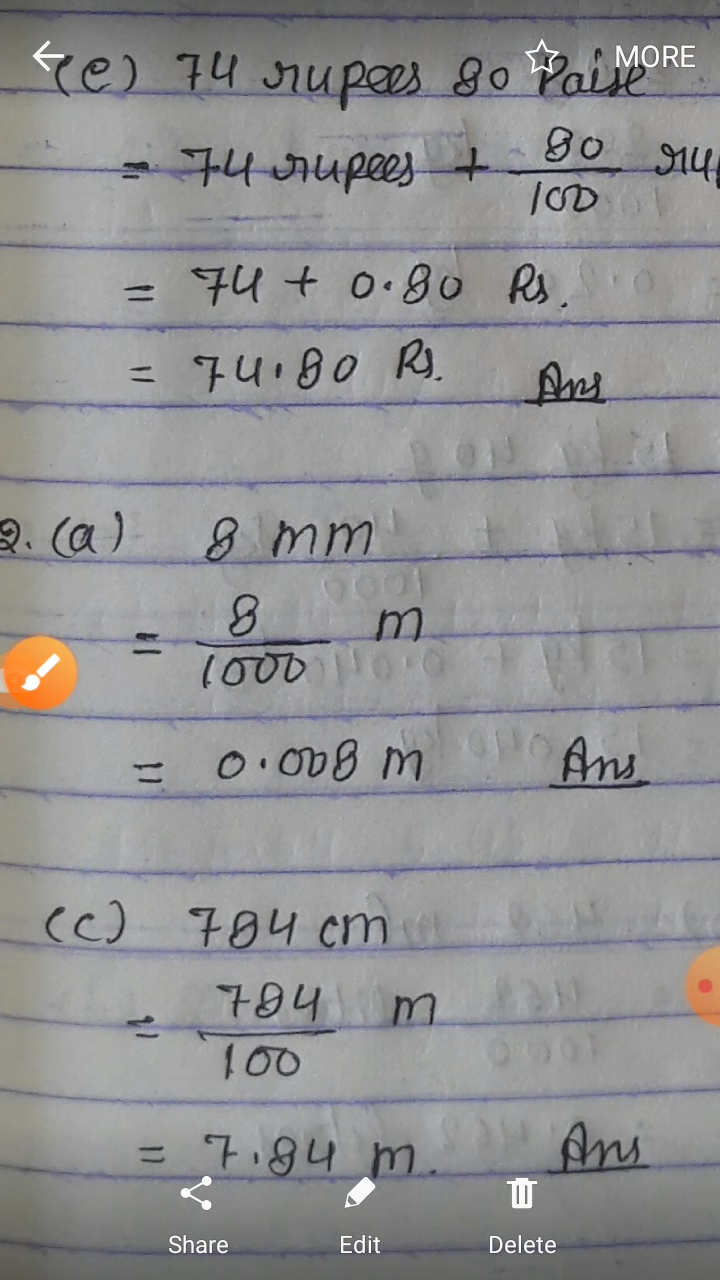 MORE
(e) 74 rupees 80 Paise
= 74 rupees + 80/100 rup
= 74 + 0.80 Rs.
= 74.80 Rs. Ans
2. (a) 8 mm
= 8/1000 m
= 0.008 m Ans
(c) 784 cm
= 784/100 m
= 7.84 m. Ans
Share Edit Delete